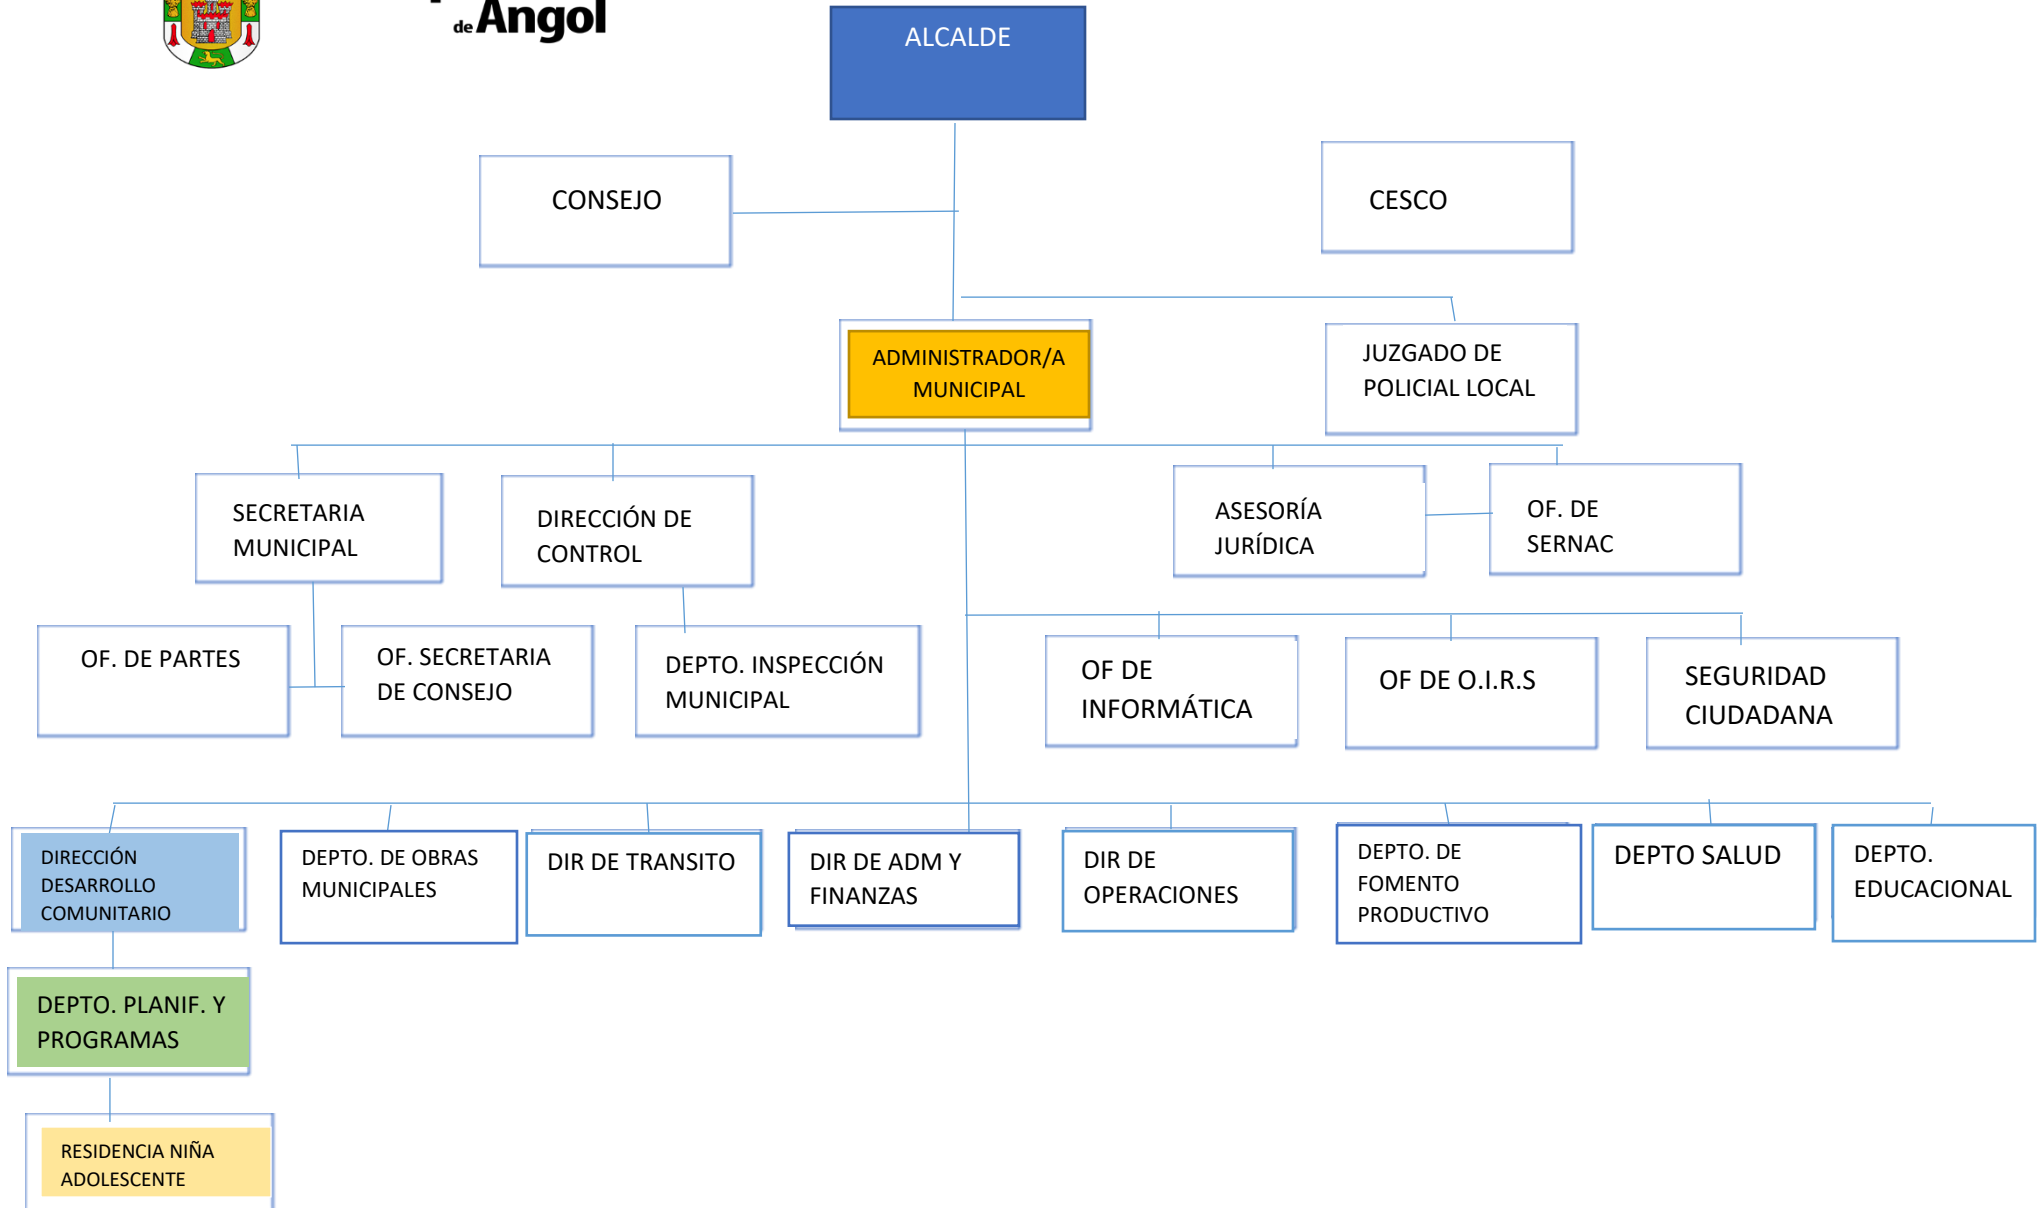 de Angol
ALCALDE
CONSEJO
CESCO
ADMINISTRADOR/A
MUNICIPAL
JUZGADO DE
POLICIAL LOCAL
SECRETARIA
MUNICIPAL
DIRECCIÓN DE
CONTROL
ASESORÍA
JURÍDICA
OF. DE
SERNAC
OF. DE PARTES
OF. SECRETARIA
DE CONSEJO
DEPTO. INSPECCIÓN
MUNICIPAL
OF DE
INFORMÁTICA
OF DE O.I.R.S
SEGURIDAD
CIUDADANA
DIRECCIÓN
DESARROLLO
COMUNITARIO
DEPTO. DE OBRAS
MUNICIPALES
DIR DE TRANSITO
DIR DE ADM Y
FINANZAS
DIR DE
OPERACIONES
DEPTO. DE
FOMENTO
PRODUCTIVO
DEPTO SALUD
DEPTO.
EDUCACIONAL
DEPTO. PLANIF. Y
PROGRAMAS
RESIDENCIA NIÑA
ADOLESCENTE